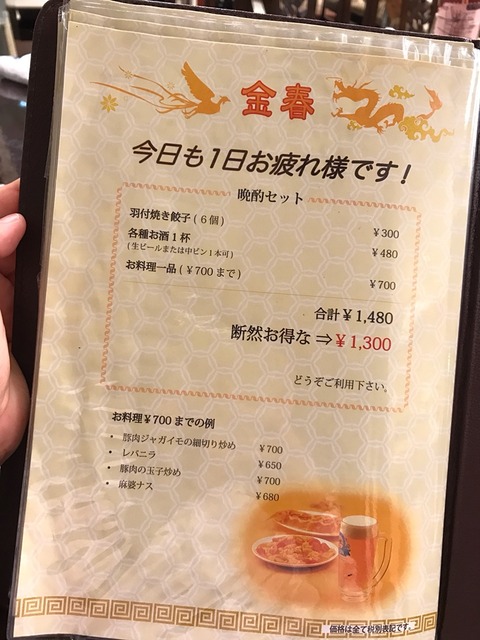 金春
今日も1日お疲れ様です！
晩酌セット
羽付焼き餃子（６個） ¥300
各種お酒１杯 ¥480
（生ビールまたは中ビン１本可）
お料理一品（¥700まで） ¥700
合計¥1,480
断然お得な⇒¥1,300
どうぞご利用下さい。
お料理¥700までの例
・ 豚肉ジャガイモの細切り炒め ¥700
・ レバニラ ¥650
・ 豚肉の玉子炒め ¥700
・ 麻婆ナス ¥680
価格は全て税別表記です。